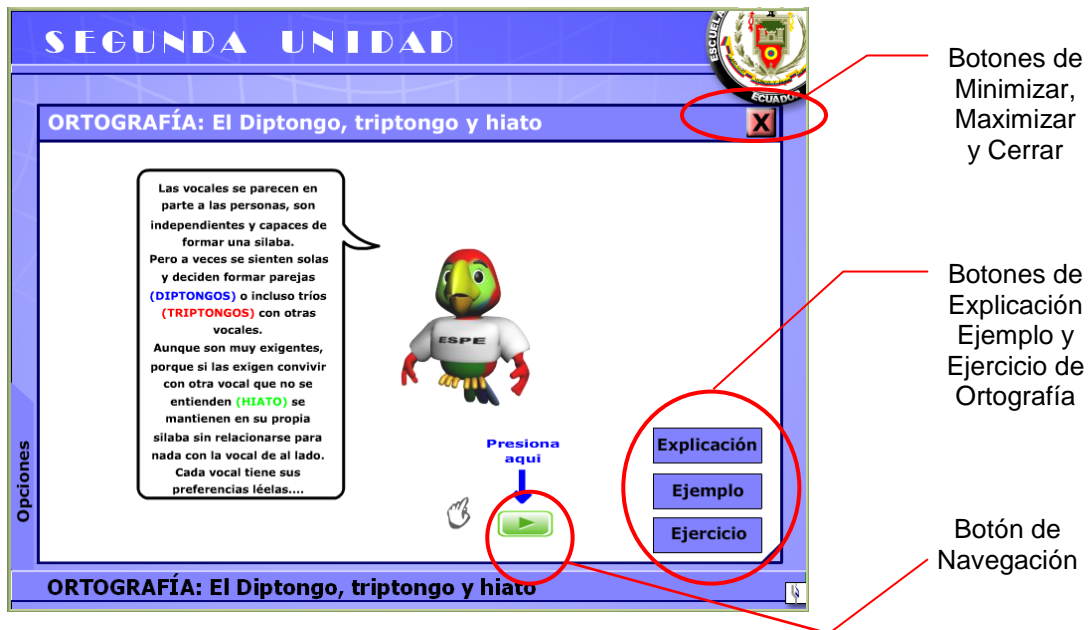 SEGUNDA UNIDAD
ESCUELA
ECUADOR
ORTOGRAFÍA: El Diptongo, triptongo y hiato
X
Las vocales se parecen en
parte a las personas, son
independientes y capaces de
formar una silaba.
Pero a veces se sienten solas
y deciden formar parejas
(DIPTONGOS) o incluso tríos
(TRIPTONGOS) con otras
vocales.
Aunque son muy exigentes,
porque si las exigen convivir
con otra vocal que no se
entienden (HIATO) se
mantienen en su propia
silaba sin relacionarse para
nada con la vocal de al lado.
Cada vocal tiene sus
preferencias léelas....
ESPE
Presiona
aqui
Explicación
Ejemplo
Ejercicio
Opciones
ORTOGRAFÍA: El Diptongo, triptongo y hiato
Botones de
Minimizar,
Maximizar
y Cerrar
Botones de
Explicación
Ejemplo y
Ejercicio de
Ortografía
Botón de
Navegación